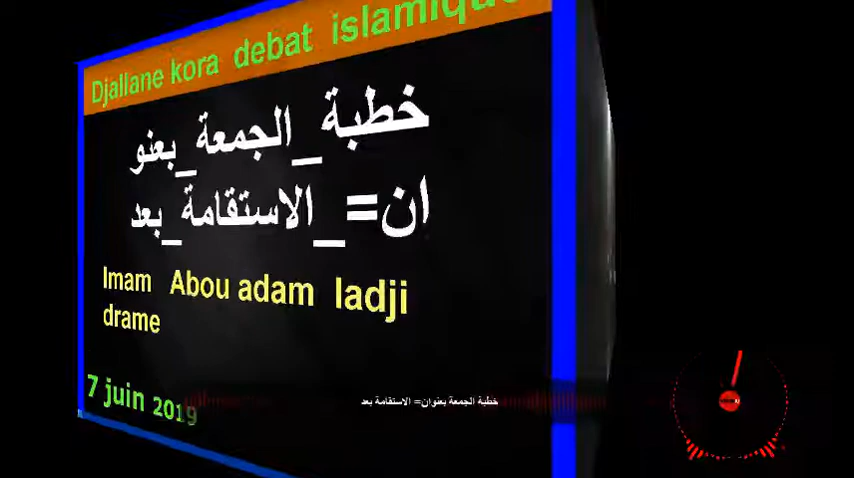 Djallane kora debat islamique
خطبة_الجمعة_بعنو
ان=_الاستقامة_بعد
Imam Abou adam ladji
drame
7 juin 2019
خطبة الجمعة بعنوان= الاستقامة بعد